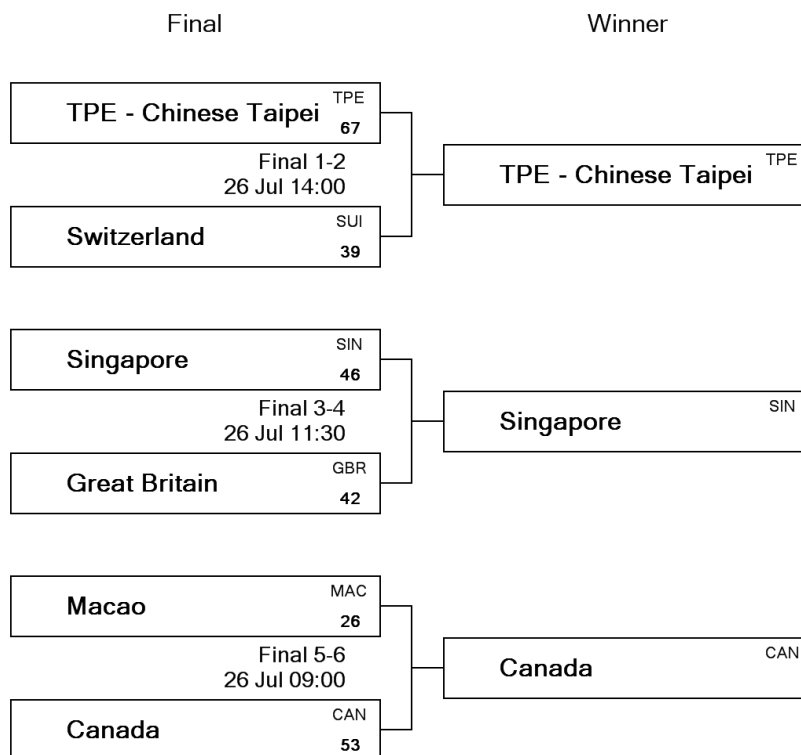 Final
Winner
TPE - Chinese Taipei TPE
67
Final 1-2
26 Jul 14:00
Switzerland SUI
39
TPE - Chinese Taipei TPE
Singapore SIN
46
Final 3-4
26 Jul 11:30
Great Britain GBR
42
Singapore SIN
Macao MAC
26
Final 5-6
26 Jul 09:00
Canada CAN
53
Canada CAN